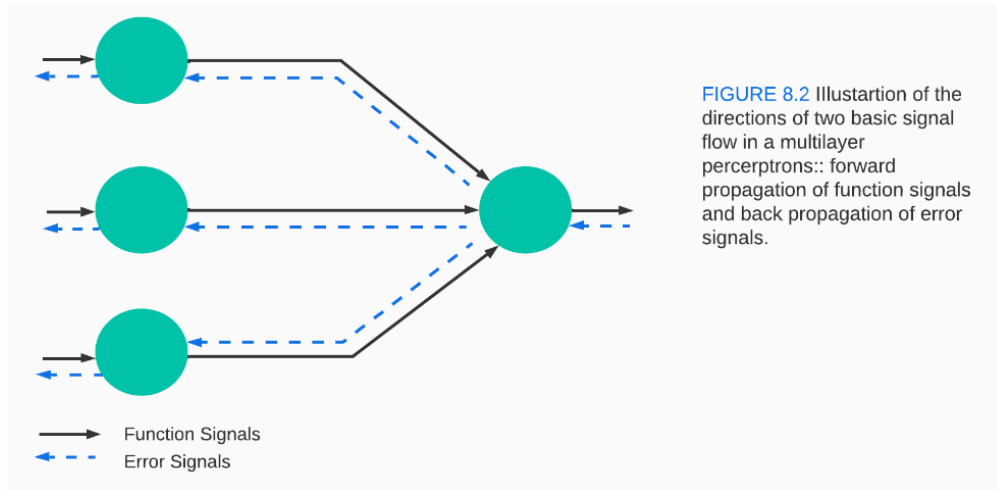 FIGURE 8.2 Illustartion of the
directions of two basic signal
flow in a multilayer
percerptrons:: forward
propagation of function signals
and back propagation of error
signals.
Function Signals
Error Signals